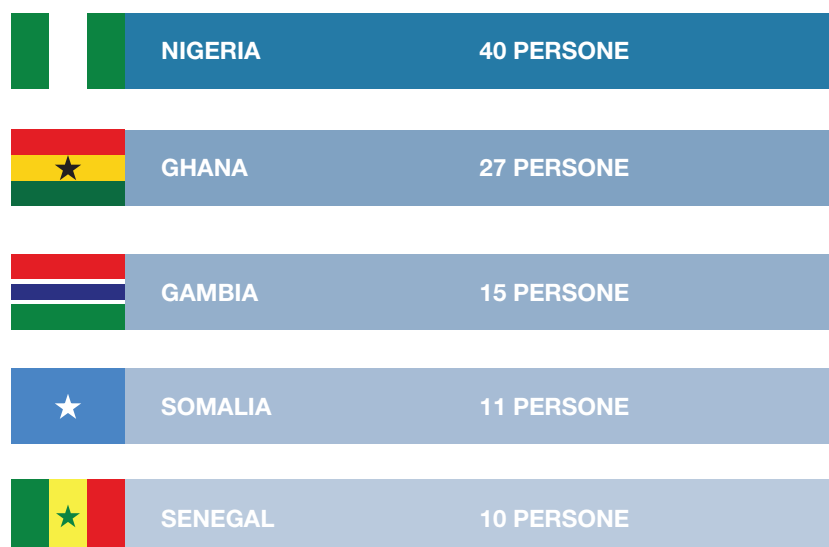 NIGERIA 40 PERSONE
GHANA 27 PERSONE
GAMBIA 15 PERSONE
SOMALIA 11 PERSONE
SENEGAL 10 PERSONE